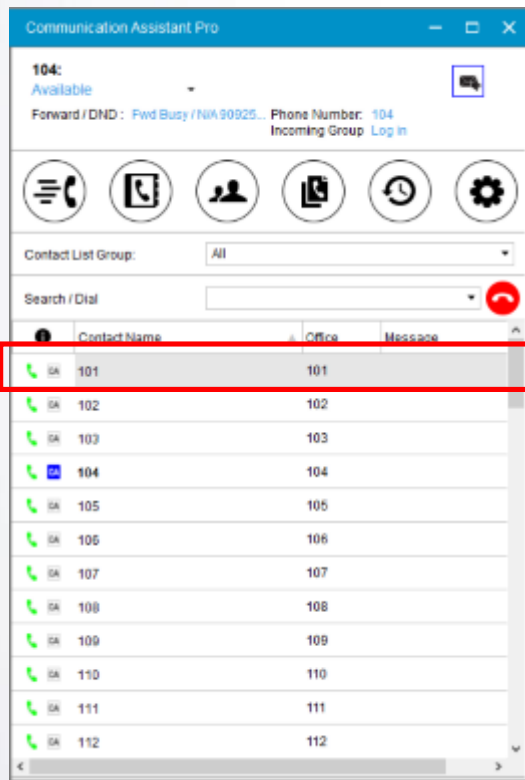 Communication Assistant Pro
104:
Available
Forward / DND : Fwd Busy / N/A 90925... Phone Number: 104
Incoming Group Log in
Contact List Group: All
Search / Dial
Contact Name Office Message
CA 101 101
CA 102 102
CA 103 103
CA 104 104
CA 105 105
CA 106 106
CA 107 107
CA 108 108
CA 109 109
CA 110 110
CA 111 111
CA 112 112